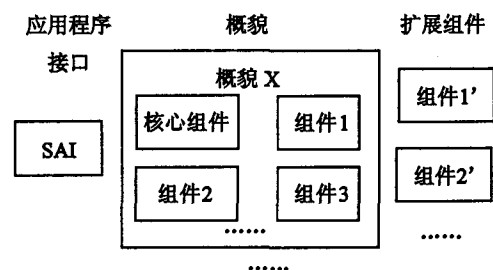 应用程序
接口
概貌
扩展组件
SAI
概貌 X
核心组件
组件1
组件2
组件3
......
......
组件1'
组件2'
......